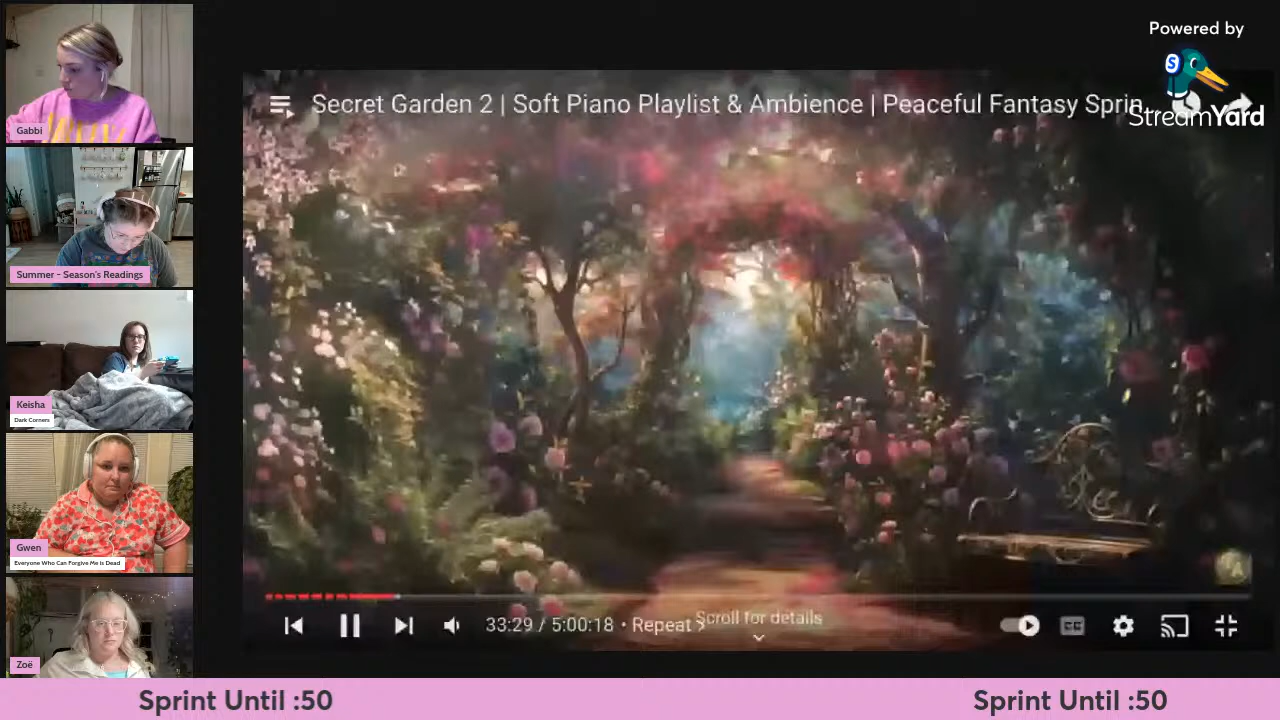 Powered by
StreamYard
Secret Garden 2 | Soft Piano Playlist & Ambience | Peaceful Fantasy Sprin
Gabbi
Summer - Season's Readings
Keisha
Dark Corners
Gwen
Everyone Who Can Forgive Me Is Dead
Zoë
33:29 / 5:00:18 • Repeat
Scroll for details
CC
Sprint Until :50
Sprint Until :50